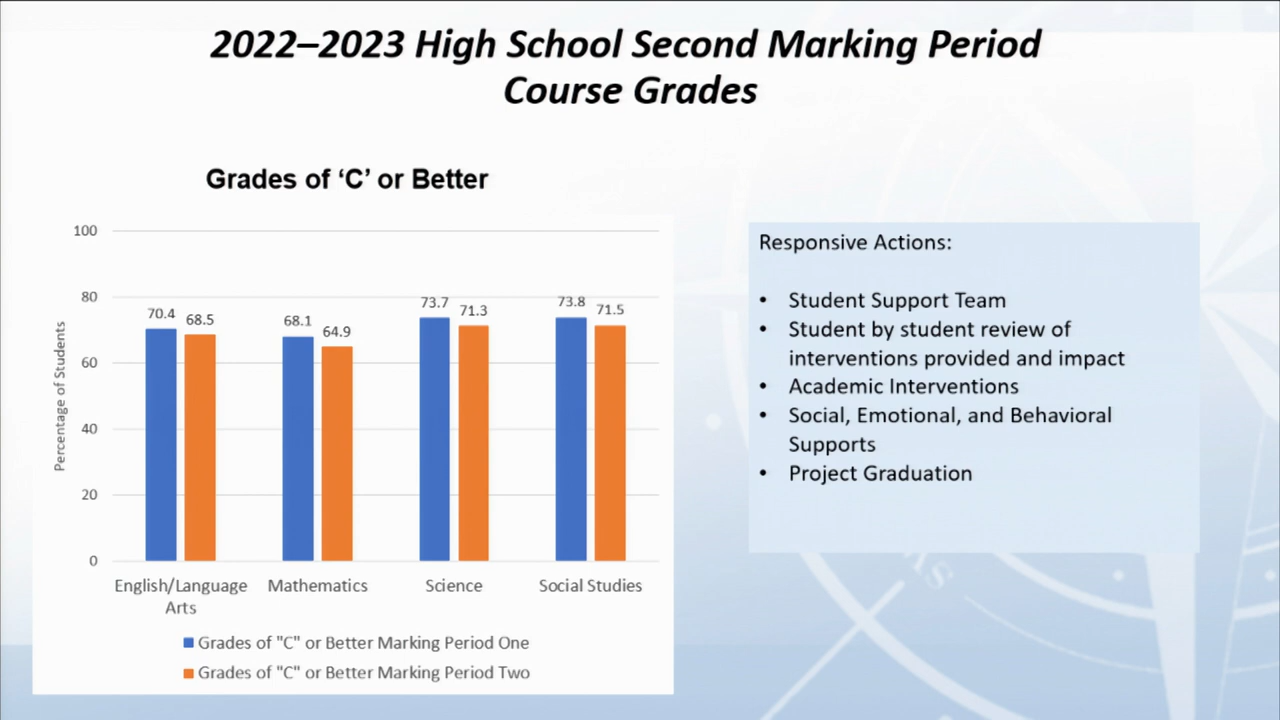 2022–2023 High School Second Marking Period
Course Grades
Grades of ‘C’ or Better
100
80
60
40
20
0
Percentage of Students
70.4
68.5
68.1
64.9
73.7
71.3
73.8
71.5
English/Language
Arts
Mathematics
Science
Social Studies
Grades of "C" or Better Marking Period One
Grades of "C" or Better Marking Period Two
Responsive Actions:
• Student Support Team
• Student by student review of
interventions provided and impact
• Academic Interventions
• Social, Emotional, and Behavioral
Supports
• Project Graduation